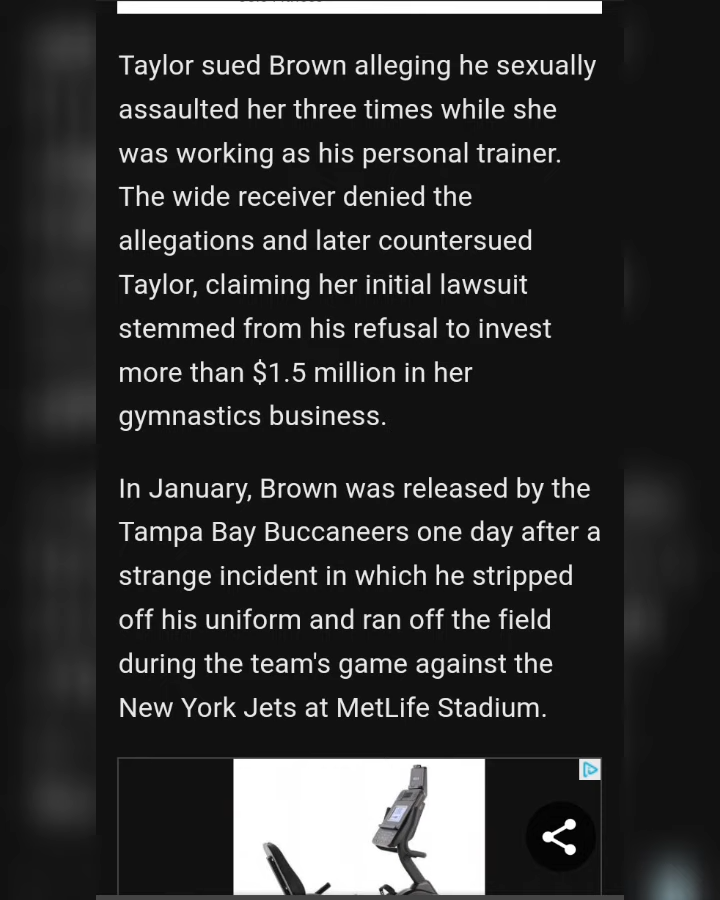 Taylor sued Brown alleging he sexually
assaulted her three times while she
was working as his personal trainer.
The wide receiver denied the
allegations and later countersued
Taylor, claiming her initial lawsuit
stemmed from his refusal to invest
more than $1.5 million in her
gymnastics business.
In January, Brown was released by the
Tampa Bay Buccaneers one day after a
strange incident in which he stripped
off his uniform and ran off the field
during the team's game against the
New York Jets at MetLife Stadium.